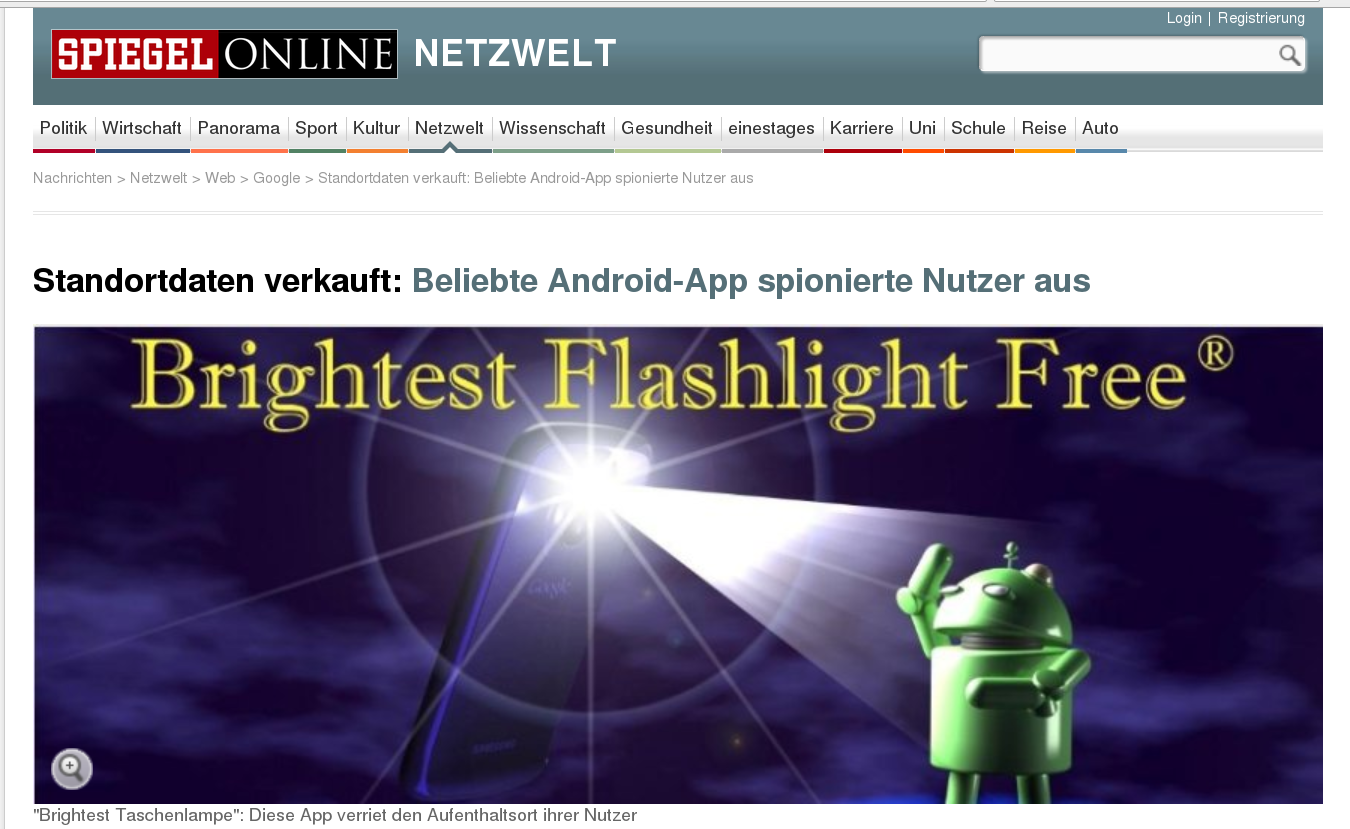 Login | Registrierung
SPIEGEL ONLINE NETZWELT
Politik Wirtschaft Panorama Sport Kultur Netzwelt Wissenschaft Gesundheit einestages Karriere Uni Schule Reise Auto
Nachrichten > Netzwelt > Web > Google > Standortdaten verkauft: Beliebte Android-App spionierte Nutzer aus
Standortdaten verkauft: Beliebte Android-App spionierte Nutzer aus
Brightest Flashlight Free®
Google
SAMSUNG
"Brightest Taschenlampe": Diese App verriet den Aufenthaltsort ihrer Nutzer